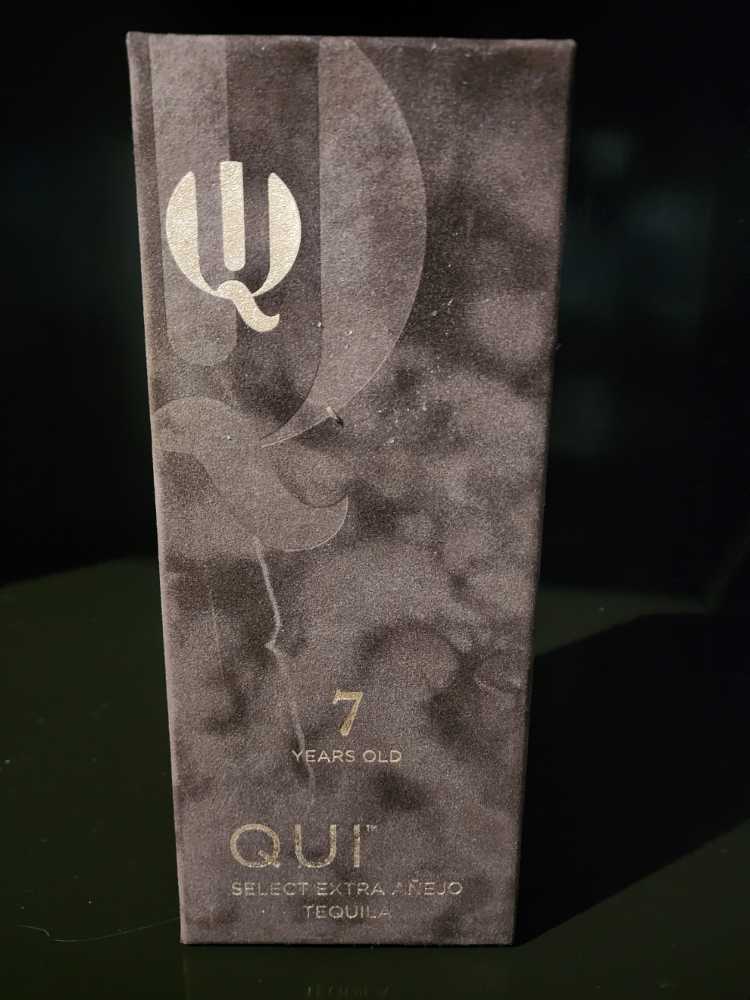 Q
7
YEARS OLD
QUI™
SELECT EXTRA AÑEJO
TEQUILA